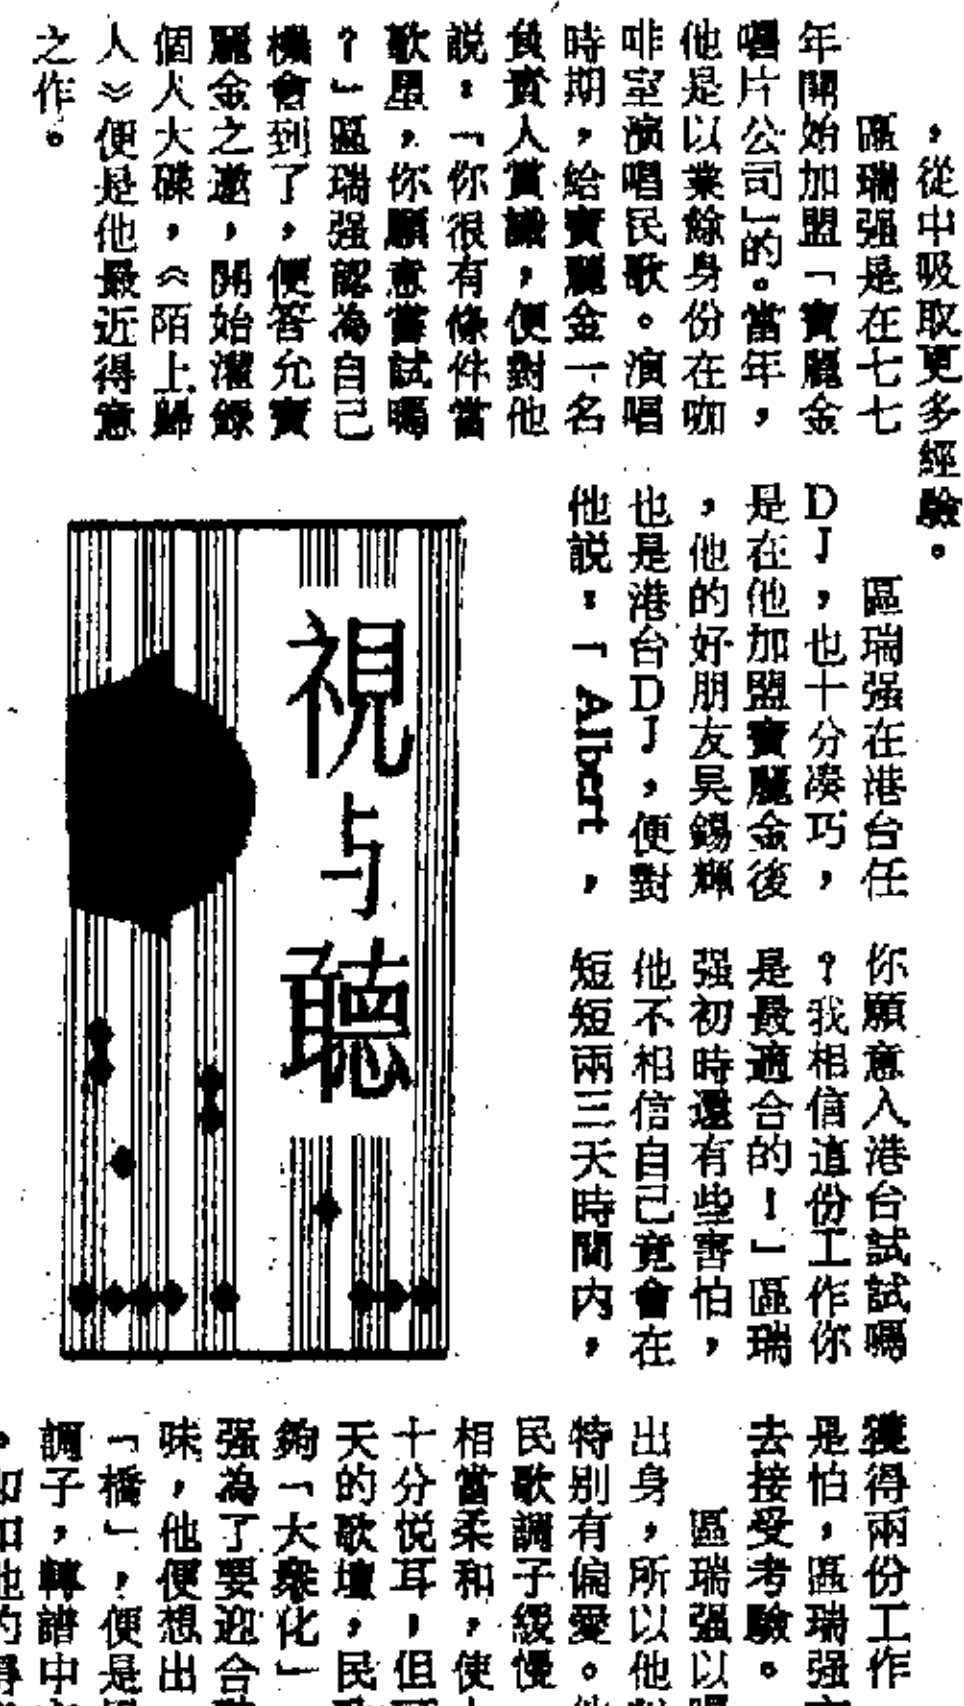 ，從中吸取更多經驗。
區瑞强是在七七
年開始加盟「寶麗金
唱片公司」的。當年，
他是以業餘身份在咖
啡室演唱民歌。演唱
時期，給寶麗金一名
負責人賞識，便對他
説：「你很有條件當
歌星，你願意嘗試嗎
？」區瑞强認為自己
機會到了，便答允寶
麗金之邀，開始灌錄
個人大碟，《陌上歸
人》便是他最近得意
之作。
區瑞强在港台任
DJ，也十分凑巧，
是在他加盟寶麗金後
，他的好朋友吴錫輝
也是港台DJ，便對
他説：「Albert，
你願意入港台試試嗎
？我相信這份工作你
是最適合的！」區瑞
强初時還有些害怕，
他不相信自己竟會在
短短兩三天時間内，
視与聽
獲得兩份工作
是怕，區瑞强
去接受考驗。
區瑞强以
出身，所以他
特别有偏愛。
民歌調子緩慢
相當柔和，使
十分悦耳，但
天的歌壇，民
夠「大衆化」
强為了要迎合
味，他便想出
「橋」，便是
調子，轉譜中